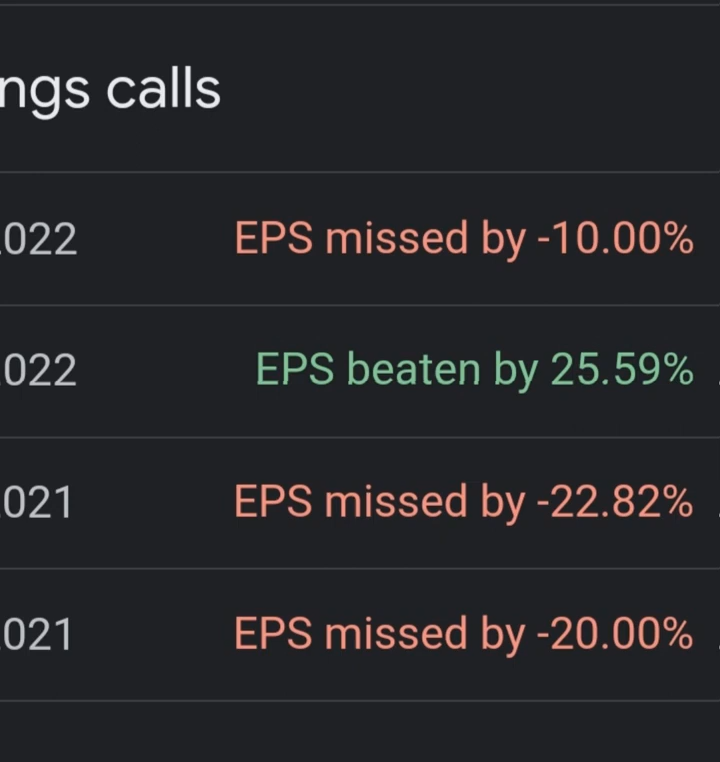 ngs calls
022 EPS missed by -10.00%
022 EPS beaten by 25.59%
021 EPS missed by -22.82%
021 EPS missed by -20.00%